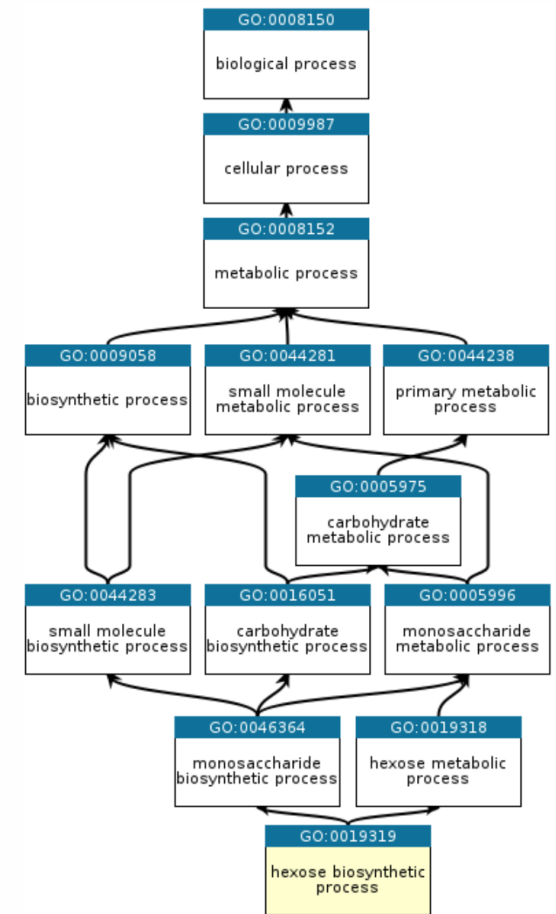 GO:0008150
biological process
GO:0009987
cellular process
GO:0008152
metabolic process
GO:0009058
biosynthetic process
GO:0044281
small molecule
metabolic process
GO:0044238
primary metabolic
process
GO:0005975
carbohydrate
metabolic process
GO:0044283
small molecule
biosynthetic process
GO:0016051
carbohydrate
biosynthetic process
GO:0005996
monosaccharide
metabolic process
GO:0046364
monosaccharide
biosynthetic process
GO:0019318
hexose metabolic
process
GO:0019319
hexose biosynthetic
process